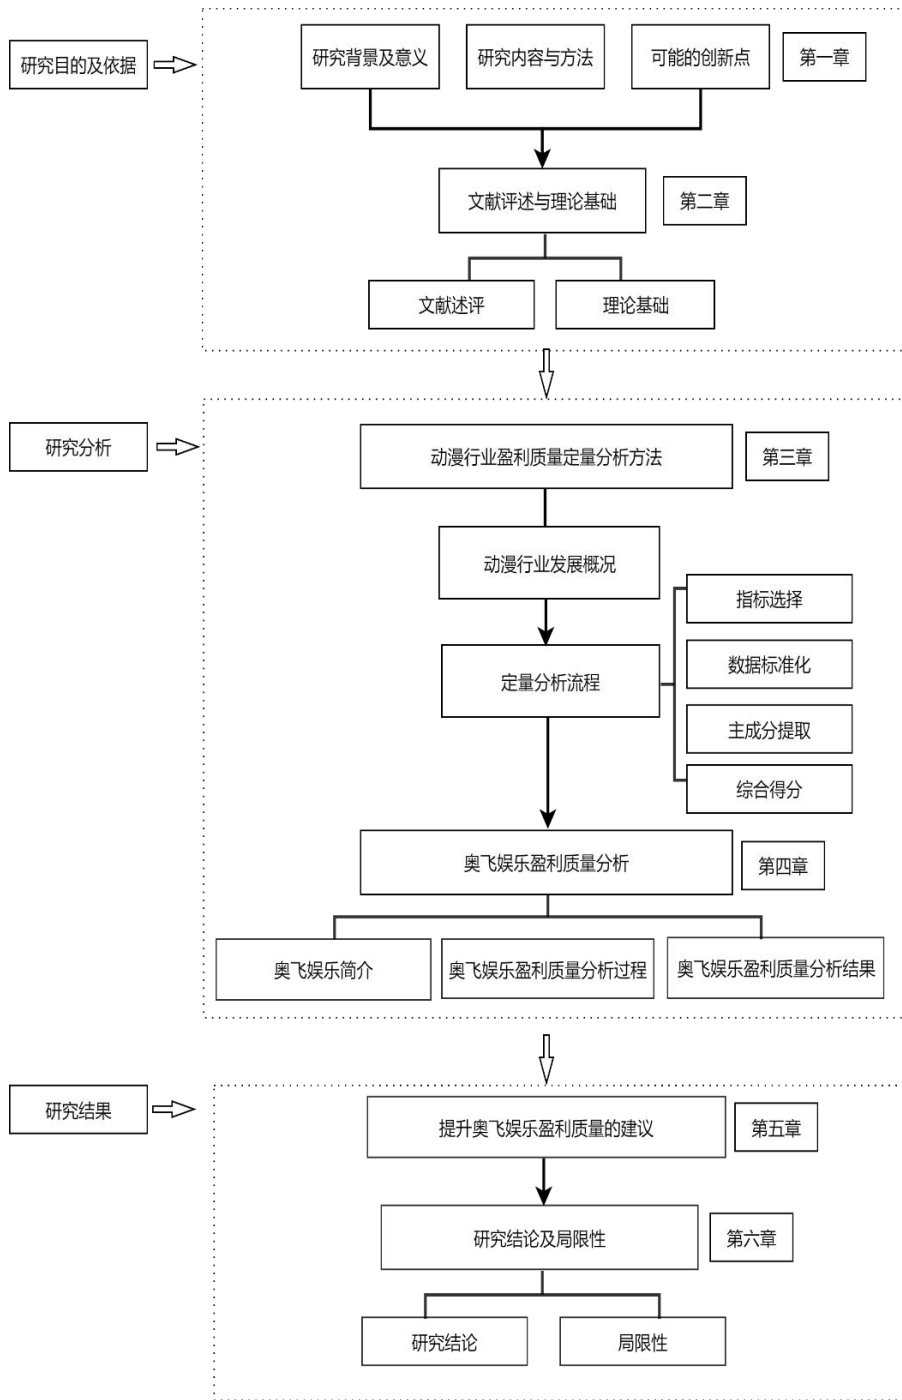 研究目的及依据
研究背景及意义
研究内容与方法
可能的创新点
第一章
文献评述与理论基础
第二章
文献述评
理论基础
研究分析
动漫行业盈利质量定量分析方法
第三章
动漫行业发展概况
指标选择
定量分析流程
数据标准化
主成分提取
综合得分
奥飞娱乐盈利质量分析
第四章
奥飞娱乐简介
奥飞娱乐盈利质量分析过程
奥飞娱乐盈利质量分析结果
研究结果
提升奥飞娱乐盈利质量的建议
第五章
研究结论及局限性
第六章
研究结论
局限性